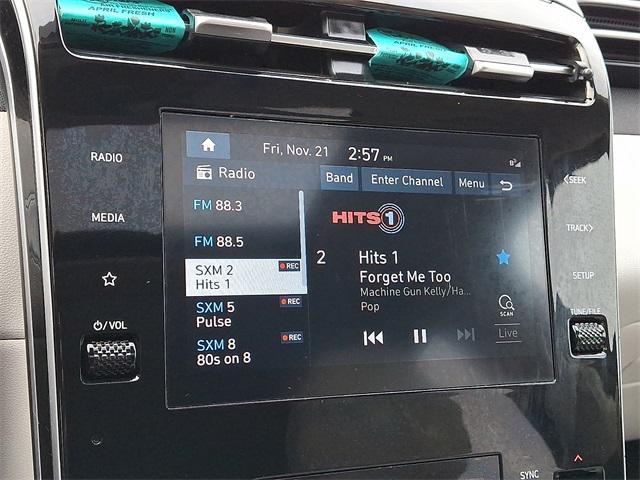 AIR FRESHENERS
APRIL FRESH
APRIL FRESH
RADIO
MEDIA
/VOL
Fri, Nov. 21 2:57 PM
Radio
Band Enter Channel Menu
FM 88.3
FM 88.5
SXM 2 REC
Hits 1
SXM 5 REC
Pulse
SXM 8 REC
80s on 8
HITS 1
2 Hits 1
Forget Me Too
Machine Gun Kelly/Ha...
Pop
SCAN
Live
<SEEK
TRACK>
SETUP
TUNE/FILE
SYNC